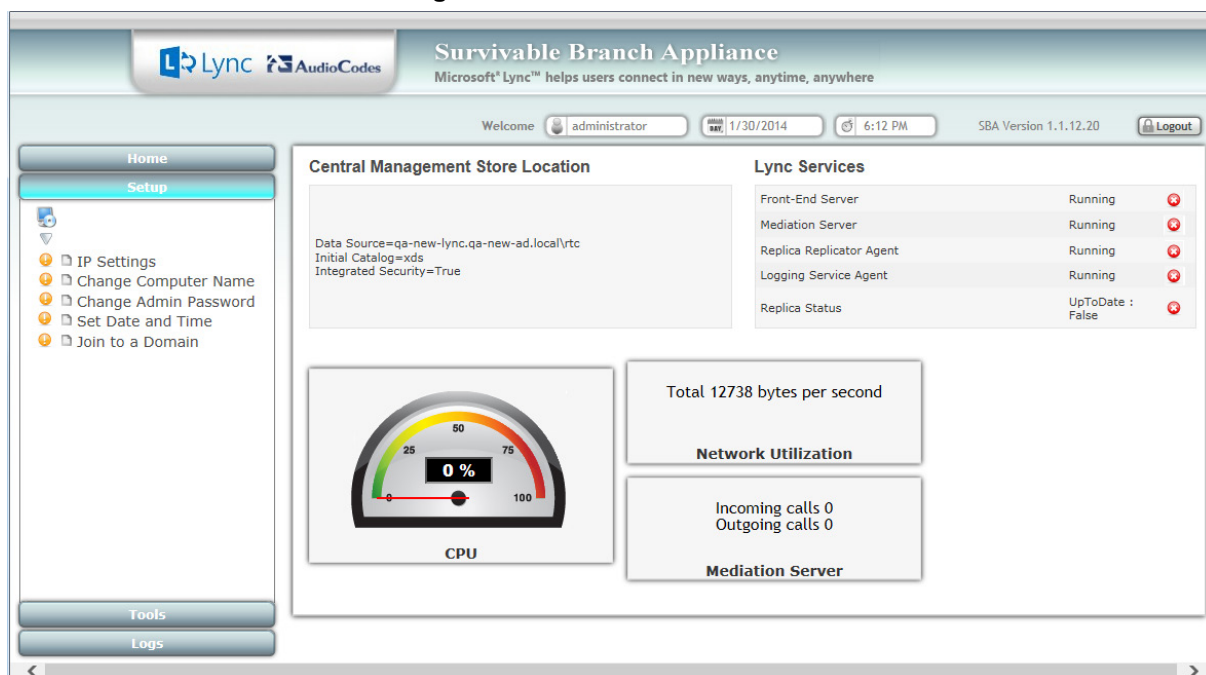 Lync AudioCodes
Survivable Branch Appliance
Microsoft® Lync™ helps users connect in new ways, anytime, anywhere
Welcome administrator 1/30/2014 6:12 PM SBA Version 1.1.12.20 Logout
Home
Setup
IP Settings
Change Computer Name
Change Admin Password
Set Date and Time
Join to a Domain
Tools
Logs
Central Management Store Location
Data Source=qa-new-lync.qa-new-ad.local\rtc
Initial Catalog=xds
Integrated Security=True
Lync Services
Front-End Server Running
Mediation Server Running
Replica Replicator Agent Running
Logging Service Agent Running
Replica Status UpToDate :
False
0 25 50 75 100
0 %
CPU
Total 12738 bytes per second
Network Utilization
Incoming calls 0
Outgoing calls 0
Mediation Server